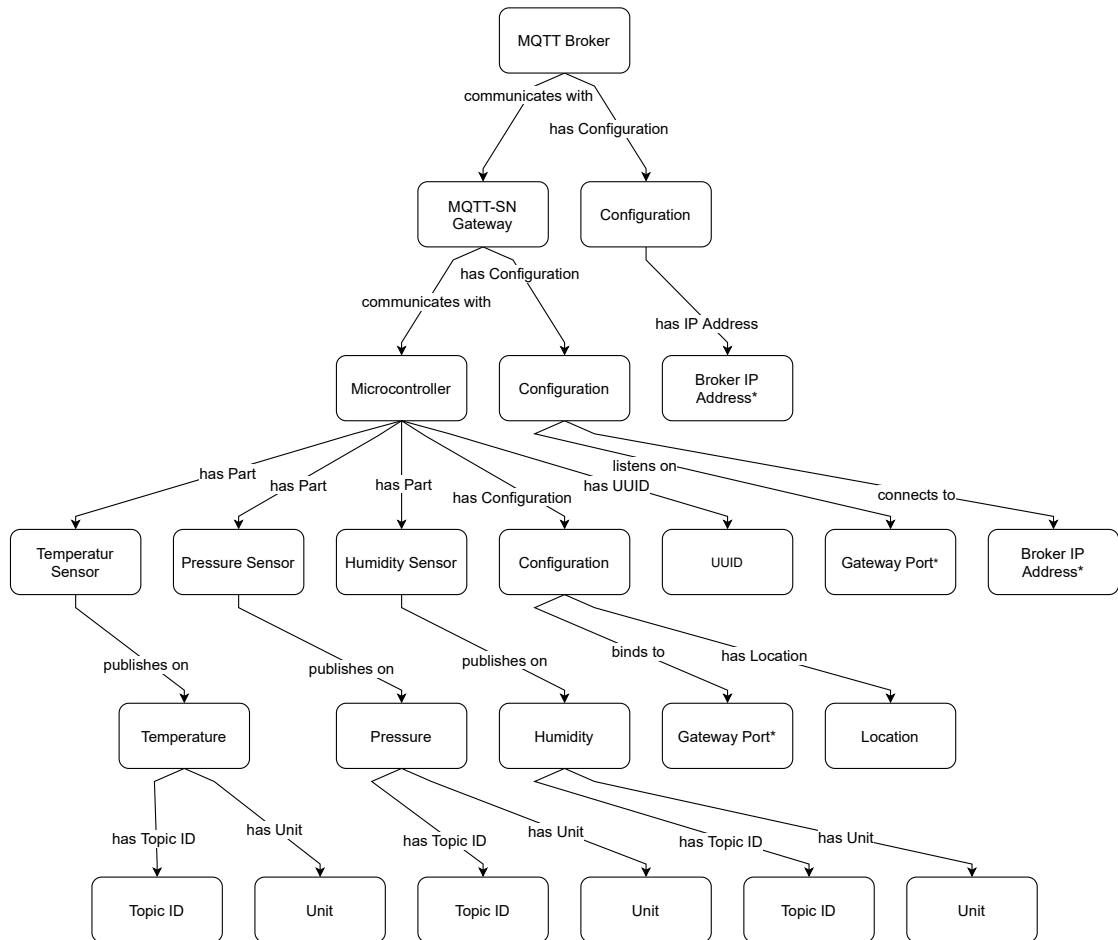 MQTT Broker
communicates with
has Configuration
MQTT-SN
Gateway
Configuration
has Configuration
communicates with
has IP Address
Microcontroller
Configuration
Broker IP
Address*
has Part
has Part
has Part
has Configuration
has UUID
listens on
connects to
Temperatur
Sensor
Pressure Sensor
Humidity Sensor
Configuration
UUID
Gateway Port*
Broker IP
Address*
publishes on
publishes on
publishes on
binds to
has Location
Temperature
Pressure
Humidity
Gateway Port*
Location
has Topic ID
has Unit
has Topic ID
has Unit
has Topic ID
has Unit
Topic ID
Unit
Topic ID
Unit
Topic ID
Unit